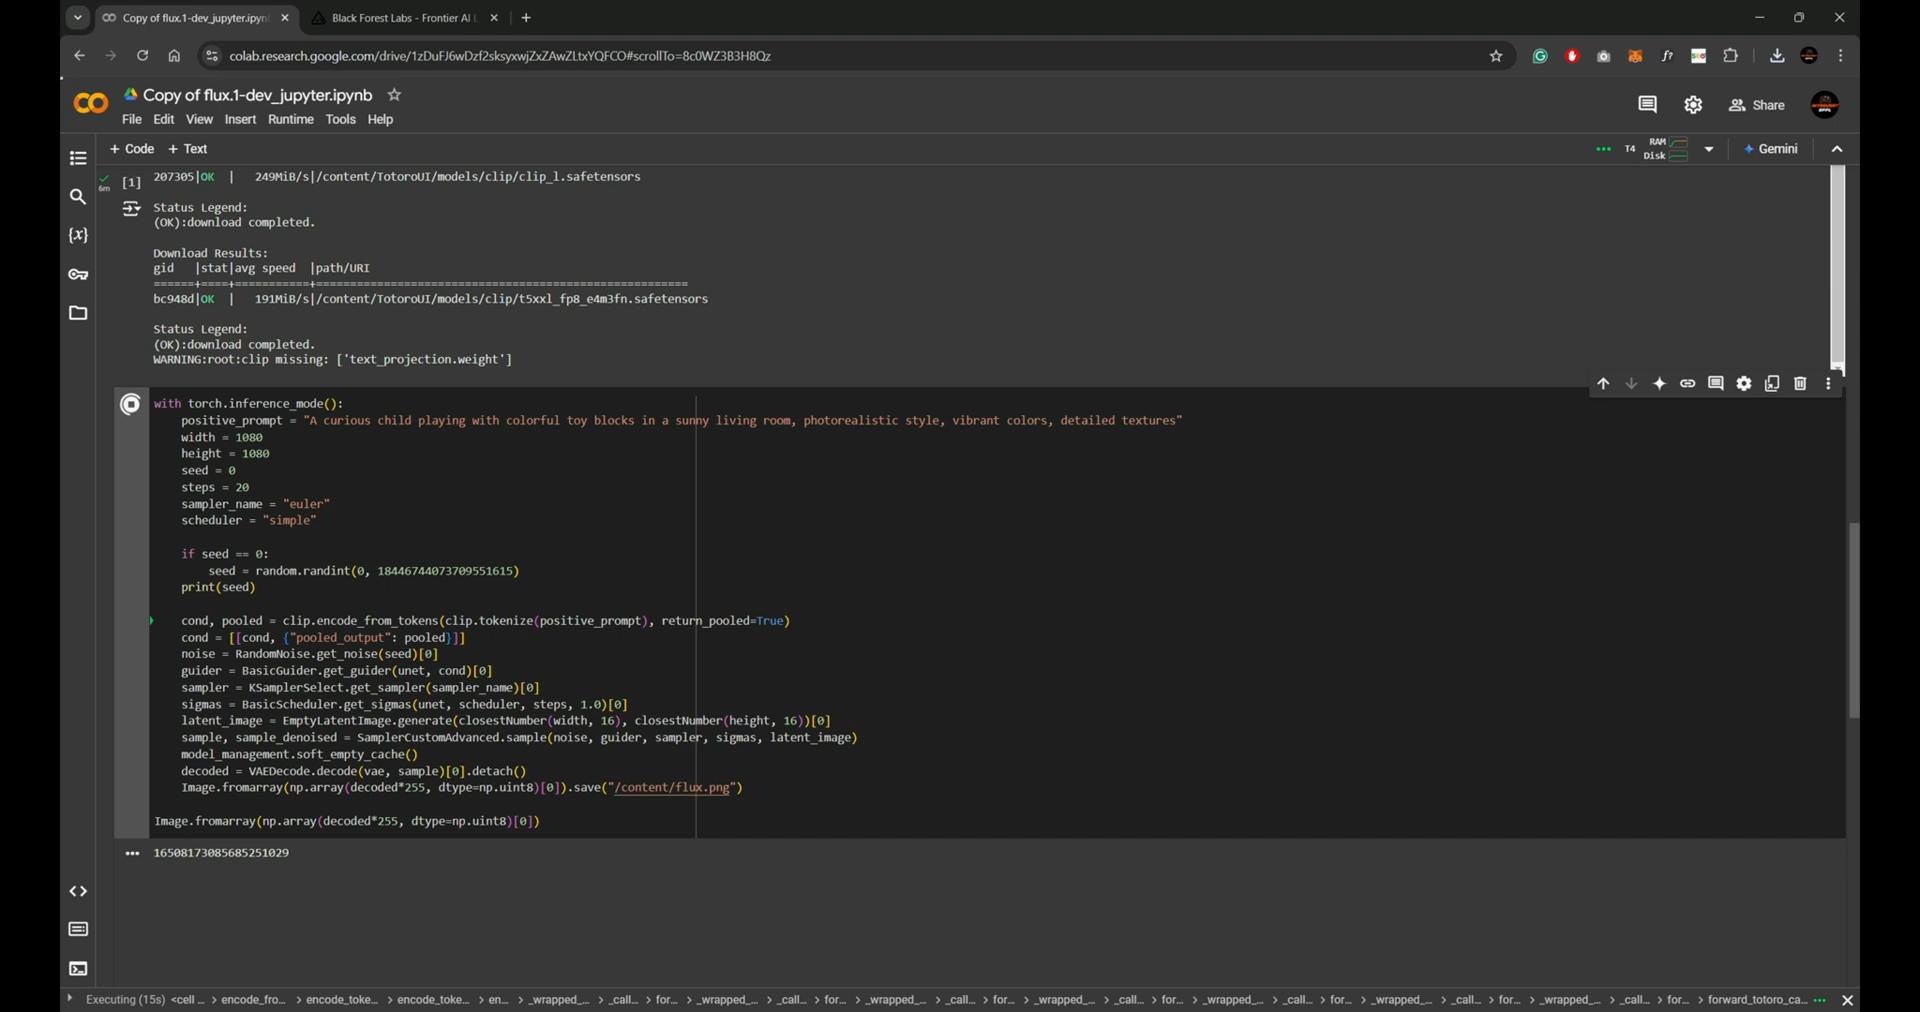 Copy of flux.1-dev_jupyter.ipynb
Black Forest Labs - Frontier AI L
colab.research.google.com/drive/1zDuFJ6wDzf2sksyxwjZxZAwZLtxYQFCO#scrollTo=8c0WZ3B3H8Qz
Copy of flux.1-dev_jupyter.ipynb
File Edit View Insert Runtime Tools Help
Share
+ Code + Text
T4 RAM Disk Gemini
6m
[1] 207305|OK | 249MiB/s|/content/TotoroUI/models/clip/clip_l.safetensors
Status Legend:
(OK):download completed.
Download Results:
gid |stat|avg speed |path/URI
======+====+===========+=======================================================
bc948d|OK | 191MiB/s|/content/TotoroUI/models/clip/t5xxl_fp8_e4m3fn.safetensors
Status Legend:
(OK):download completed.
WARNING:root:clip missing: ['text_projection.weight']
with torch.inference_mode():
positive_prompt = "A curious child playing with colorful toy blocks in a sunny living room, photorealistic style, vibrant colors, detailed textures"
width = 1080
height = 1080
seed = 0
steps = 20
sampler_name = "euler"
scheduler = "simple"
if seed == 0:
seed = random.randint(0, 18446744073709551615)
print(seed)
cond, pooled = clip.encode_from_tokens(clip.tokenize(positive_prompt), return_pooled=True)
cond = [[cond, {"pooled_output": pooled}]]
noise = RandomNoise.get_noise(seed)[0]
guider = BasicGuider.get_guider(unet, cond)[0]
sampler = KSamplerSelect.get_sampler(sampler_name)[0]
sigmas = BasicScheduler.get_sigmas(unet, scheduler, steps, 1.0)[0]
latent_image = EmptyLatentImage.generate(closestNumber(width, 16), closestNumber(height, 16))[0]
sample, sample_denoised = SamplerCustomAdvanced.sample(noise, guider, sampler, sigmas, latent_image)
model_management.soft_empty_cache()
decoded = VAEDecode.decode(vae, sample)[0].detach()
Image.fromarray(np.array(decoded*255, dtype=np.uint8)[0]).save("/content/flux.png")
Image.fromarray(np.array(decoded*255, dtype=np.uint8)[0])
16508173085685251029
Executing (15s) <cell ... > encode_fro... > encode_toke... > encode_toke... > en... > _wrapped_... > _call... > for... > _wrapped_... > _call... > for... > _wrapped_... > _call... > for... > _wrapped_... > _call... > for... > _wrapped_... > _call... > for... > _wrapped_... > _call... > for... > _wrapped_... > _call... > for... > forward_totoro_ca...